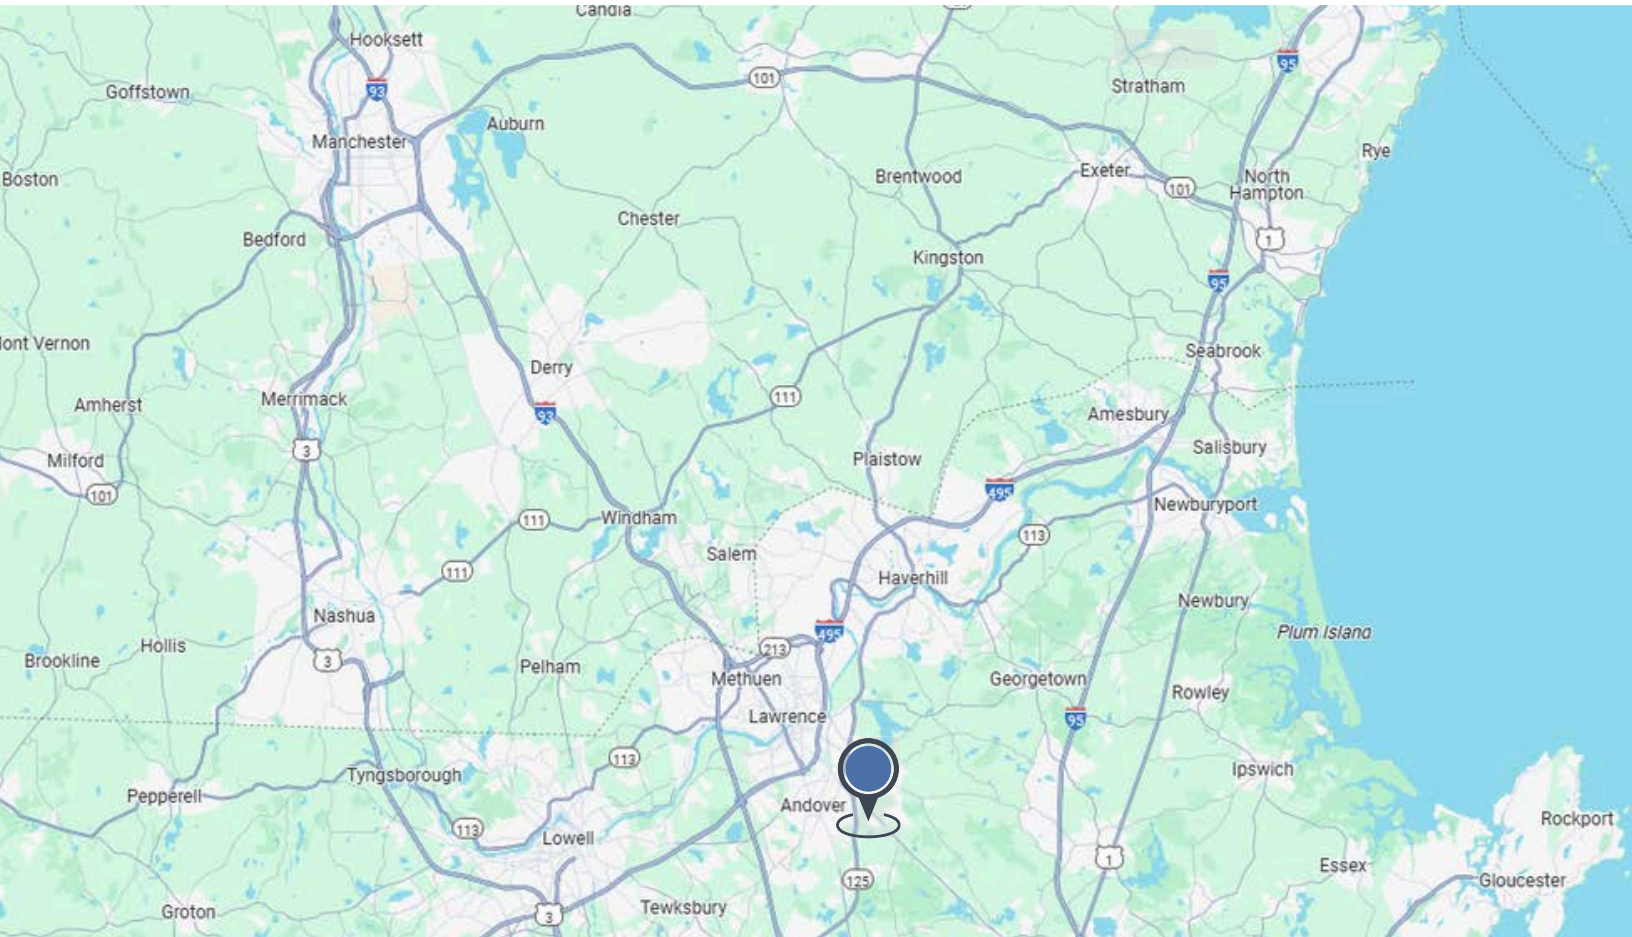 Candia
Hooksett
93
Goffstown
101
Stratham
95
Auburn
Manchester
Rye
Boston
Brentwood
Exeter
101
North
Hampton
Chester
Bedford
1
Kingston
95
ont Vernon
Seabrook
Derry
Merrimack
Amherst
111
93
Amesbury
3
Salisbury
Milford
Plaistow
101
495
Newburyport
Windham
111
113
Salem
111
Haverhill
Newbury
Nashua
495
Plum Island
Hollis
213
Brookline
3
Pelham
Methuen
Georgetown
Rowley
Lawrence
95
113
Tyngsborough
Ipswich
Pepperell
Andover
Rockport
113
Lowell
1
Essex
125
Gloucester
Groton
3
Tewksbury